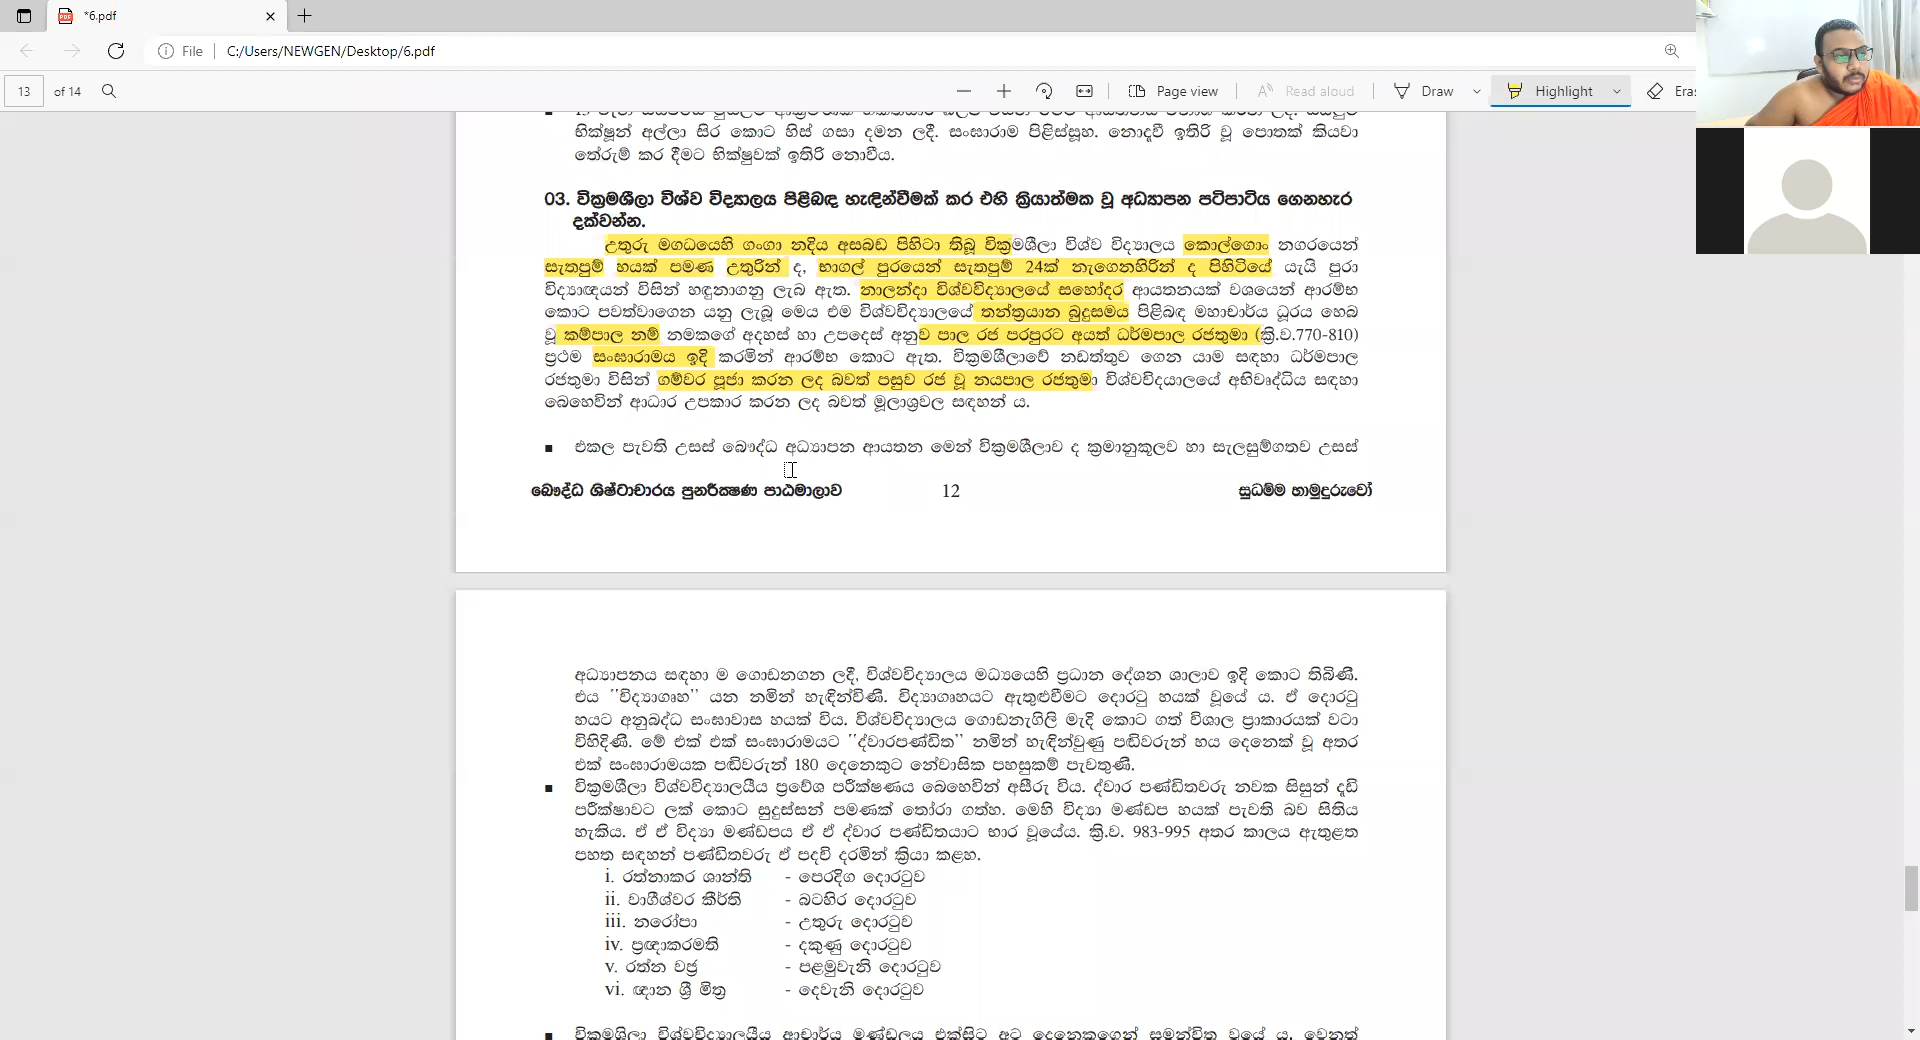 *6.pdf
File C:/Users/NEWGEN/Desktop/6.pdf
13 of 14 Page view Read aloud Draw Highlight Eras
භික්ෂූන් අල්ලා සිර කොට හිස් ගසා දමන ලදී. සංඝාරාම පිළිස්සූහ. නොදැවී ඉතිරි වූ පොතක් කියවා
තේරුම් කර දීමට භික්ෂුවක් ඉතිරි නොවීය.
03. වික්‍රමශීලා විශ්ව විද්‍යාලය පිළිබඳ හැඳින්වීමක් කර එහි ක්‍රියාත්මක වූ අධ්‍යාපන පටිපාටිය ගෙනහැර
දක්වන්න.
උතුරු මගධයෙහි ගංගා නදිය අසබඩ පිහිටා තිබූ වික්‍රමශීලා විශ්ව විද්‍යාලය කොල්ගොං නගරයෙන්
සැතපුම් හයක් පමණ උතුරින් ද, භාගල් පුරයෙන් සැතපුම් 24ක් නැගෙනහිරින් ද පිහිටියේ යැයි පුරා
විද්‍යාඥයන් විසින් හඳුනාගනු ලැබ ඇත. නාලන්දා විශ්වවිද්‍යාලයේ සහෝදර ආයතනයක් වශයෙන් ආරම්භ
කොට පවත්වාගෙන යනු ලැබූ මෙය එම විශ්වවිද්‍යාලයේ තන්ත්‍රයාන බුදුසමය පිළිබඳ මහාචාර්ය ධුරය හෙබ
වූ කම්පාල නම් නමකගේ අදහස් හා උපදෙස් අනුව පාල රජ පරපුරට අයත් ධර්මපාල රජතුමා (ක්‍රි.ව.770-810)
ප්‍රථම සංඝාරාමය ඉදි කරමින් ආරම්භ කොට ඇත. වික්‍රමශීලාවේ නඩත්තුව ගෙන යාම සඳහා ධර්මපාල
රජතුමා විසින් ගම්වර පූජා කරන ලද බවත් පසුව රජ වූ නයපාල රජතුමා විශ්වවිදයාලයේ අභිවෘද්ධිය සඳහා
බෙහෙවින් ආධාර උපකාර කරන ලද බවත් මූලාශ්‍රවල සඳහන් ය.
▪ එකල පැවති උසස් බෞද්ධ අධ්‍යාපන ආයතන මෙන් වික්‍රමශීලාව ද ක්‍රමානුකූලව හා සැලසුම්ගතව උසස්
බෞද්ධ ශිෂ්ටාචාරය පුනරීක්‍ෂණ පාඨමාලාව 12 සුධම්ම හාමුදුරුවෝ
අධ්‍යාපනය සඳහා ම ගොඩනගන ලදී, විශ්වවිද්‍යාලය මධ්‍යයෙහි ප්‍රධාන දේශන ශාලාව ඉදි කොට තිබිණි.
එය "විද්‍යාගෘහ" යන නමින් හැඳින්විණි. විද්‍යාගෘහයට ඇතුළුවීමට දොරටු හයක් වූයේ ය. ඒ දොරටු
හයට අනුබද්ධ සංඝාවාස හයක් විය. විශ්වවිද්‍යාලය ගොඩනැගිලි මැදි කොට ගත් විශාල ප්‍රාකාරයක් වටා
විහිදිණි. මේ එක් එක් සංඝාරාමයට "ද්වාරපණ්ඩිත" නමින් හැඳින්වුණු පඬිවරුන් හය දෙනෙක් වූ අතර
එක් සංඝාරාමයක පඬිවරුන් 180 දෙනෙකුට නේවාසික පහසුකම් පැවතුණි.
▪ වික්‍රමශීලා විශ්වවිද්‍යාලයීය ප්‍රවේශ පරීක්ෂණය බෙහෙවින් අසීරු විය. ද්වාර පණ්ඩිතවරු නවක සිසුන් දැඩි
පරීක්ෂාවට ලක් කොට සුදුස්සන් පමණක් තෝරා ගත්හ. මෙහි විද්‍යා මණ්ඩප හයක් පැවති බව සිතිය
හැකිය. ඒ ඒ විද්‍යා මණ්ඩපය ඒ ඒ ද්වාර පණ්ඩිතයාට භාර වූයේය. ක්‍රි.ව. 983-995 අතර කාලය ඇතුළත
පහත සඳහන් පණ්ඩිතවරු ඒ පදවි දරමින් ක්‍රියා කළහ.
i. රත්නාකර ශාන්ති - පෙරදිග දොරටුව
ii. වාගීශ්වර කීර්ති - බටහිර දොරටුව
iii. නරෝපා - උතුරු දොරටුව
iv. ප්‍රඥාකරමති - දකුණු දොරටුව
v. රත්න වජ්‍ර - පළමුවැනි දොරටුව
vi. ඥාන ශ්‍රී මිත්‍ර - දෙවැනි දොරටුව
▪ වික්‍රමශිලා විශ්වවිද්‍යාලයීය ආචාර්ය මණ්ඩලය එක්සිට අට දෙනෙකුගෙන් සමන්විත වූයේ ය. වෙනත්